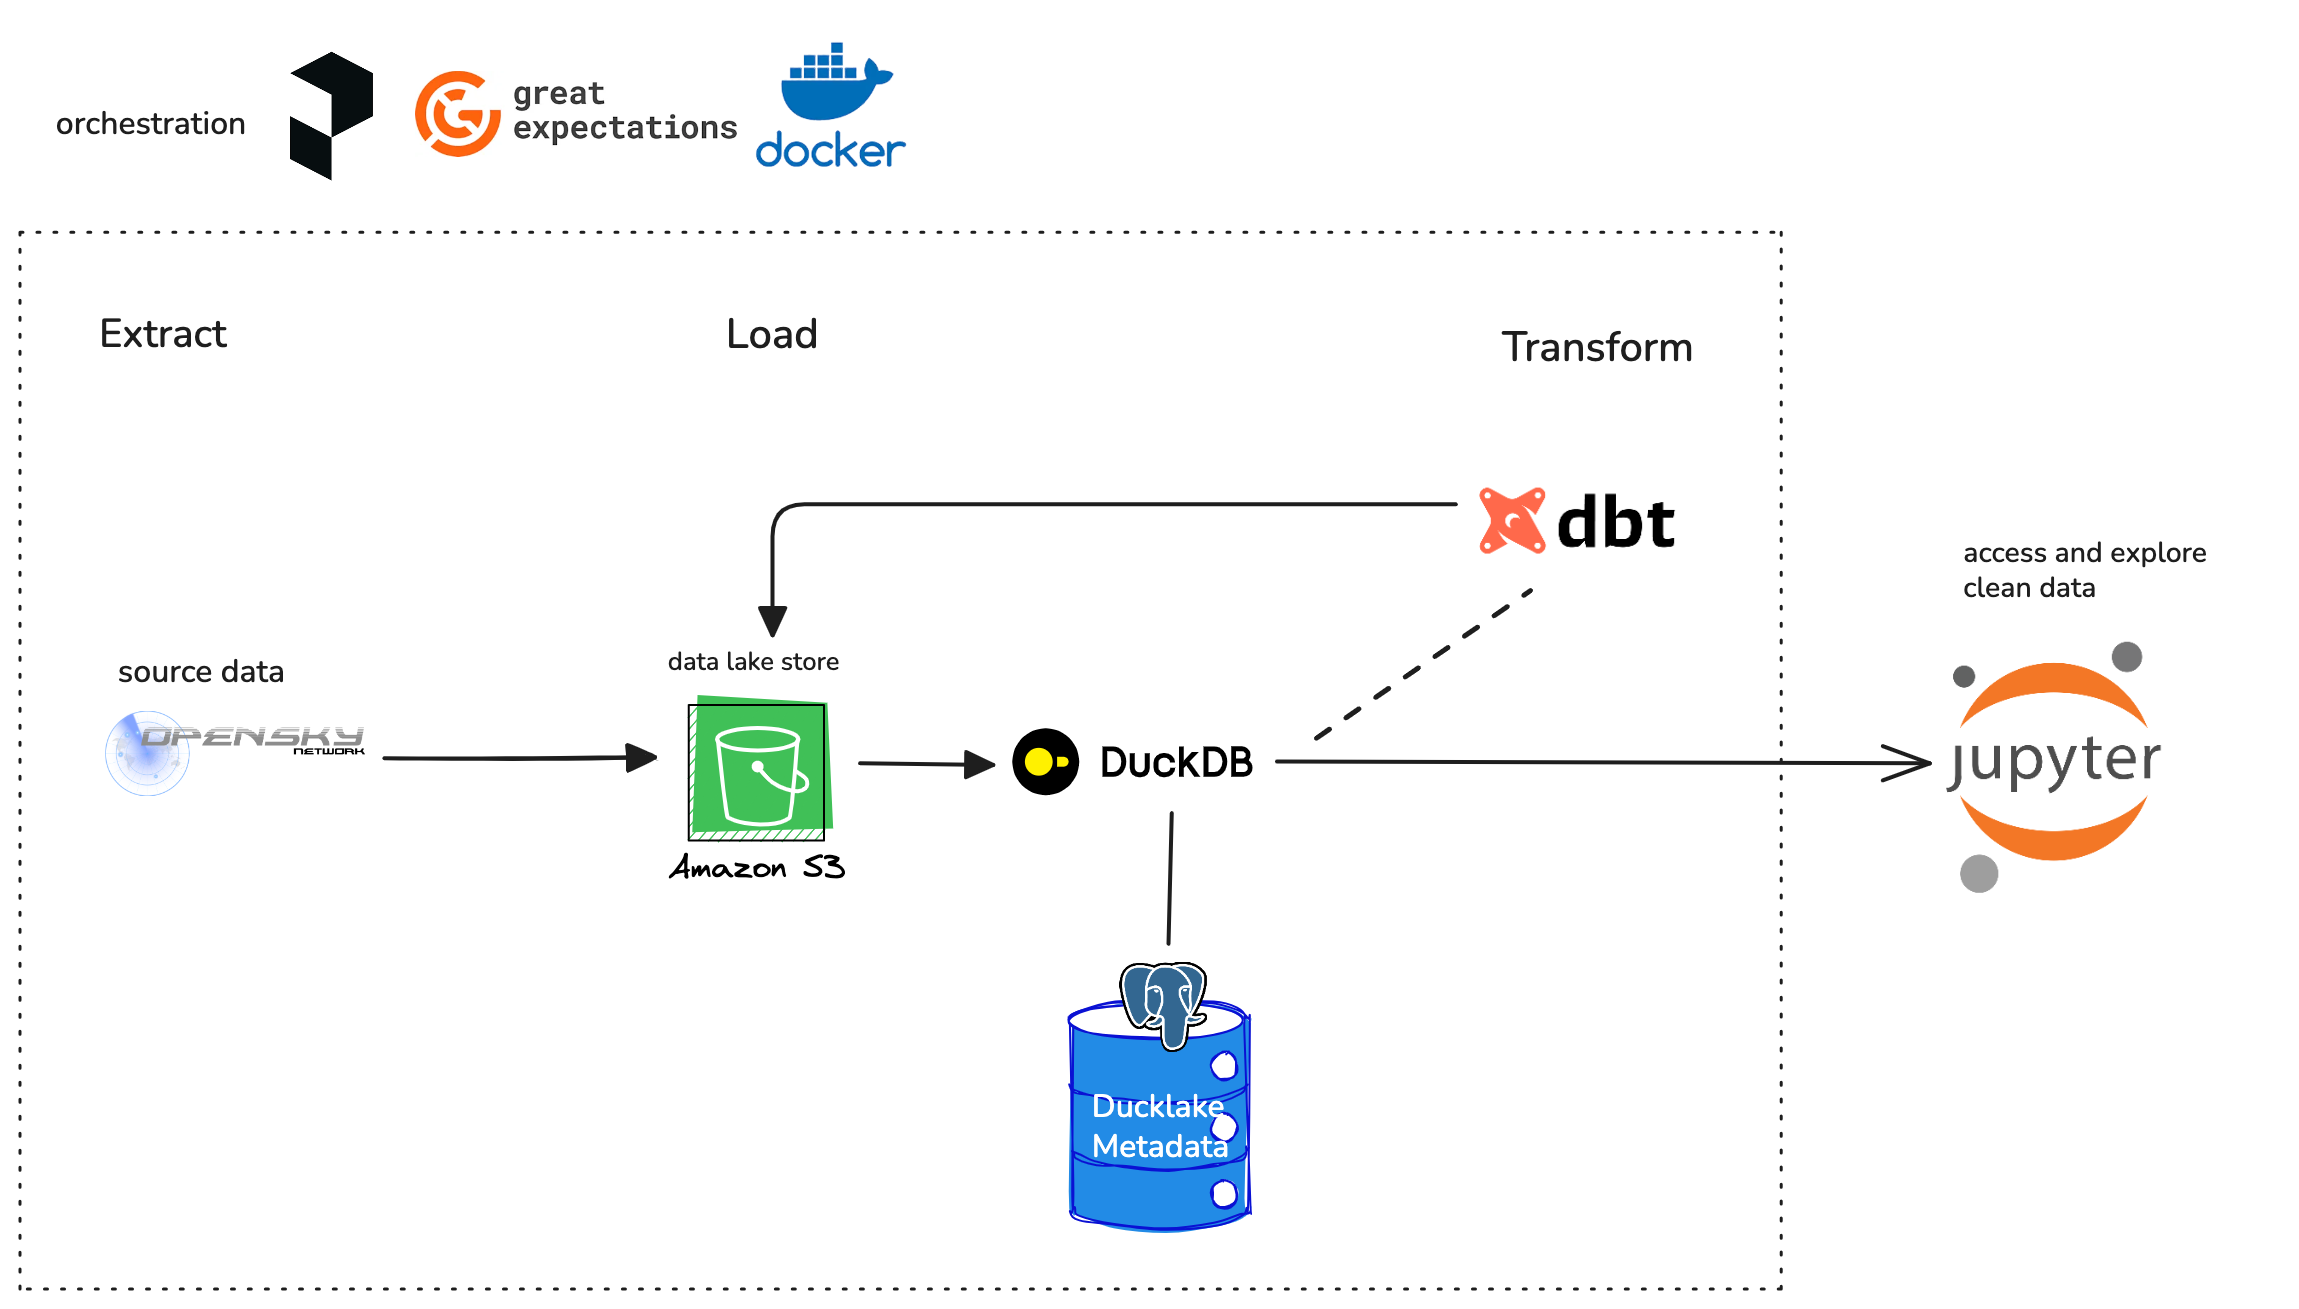 orchestration
great
expectations
docker
Extract
Load
Transform
dbt
access and explore
clean data
data lake store
source data
OPENSKY
NETWORK
DuckDB
jupyter
Amazon S3
Ducklake
Metadata